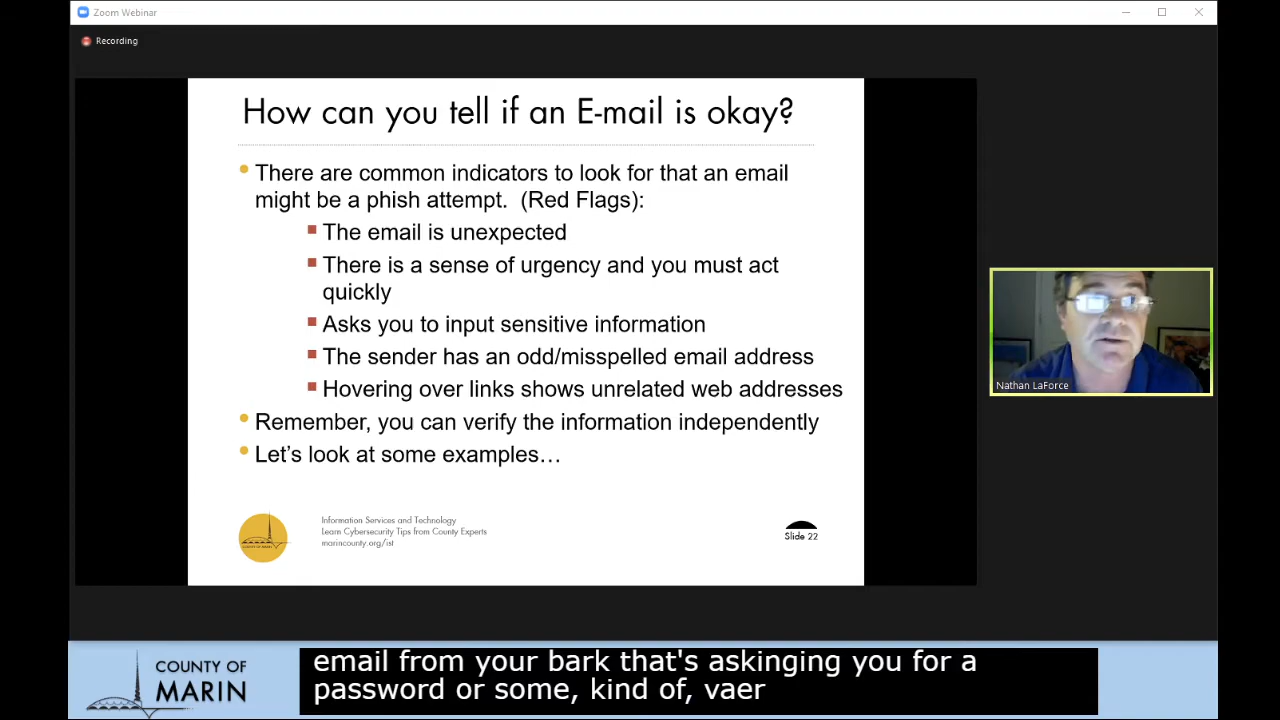 Zoom Webinar
Recording
How can you tell if an E-mail is okay?
There are common indicators to look for that an email
might be a phish attempt. (Red Flags):
The email is unexpected
There is a sense of urgency and you must act
quickly
Asks you to input sensitive information
The sender has an odd/misspelled email address
Hovering over links shows unrelated web addresses
Remember, you can verify the information independently
Let's look at some examples…
Information Services and Technology
Learn Cybersecurity Tips from County Experts
marincounty.org/ist
COUNTY OF MARIN
Slide 22
Nathan LaForce
COUNTY OF
MARIN
email from your bark that's askinging you for a
password or some, kind of, vaer